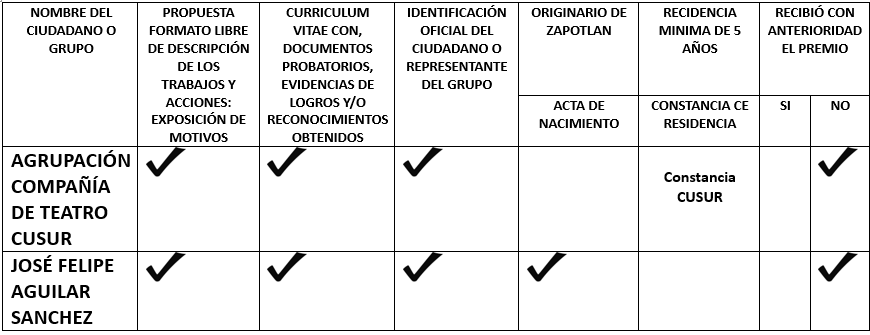 NOMBRE DEL
CIUDADANO O
GRUPO
PROPUESTA
FORMATO LIBRE
DE DESCRIPCIÓN
DE LOS
TRABAJOS Y
ACCIONES:
EXPOSICIÓN DE
MOTIVOS
CURRICULUM
VITAE CON,
DOCUMENTOS
PROBATORIOS,
EVIDENCIAS DE
LOGROS Y/O
RECONOCIMIENTOS
OBTENIDOS
IDENTIFICACIÓN
OFICIAL DEL
CIUDADANO O
REPRESENTANTE
DEL GRUPO
ORIGINARIO DE
ZAPOTLAN
RECIDENCIA
MINIMA DE 5
AÑOS
RECIBIÓ CON
ANTERIORIDAD
EL PREMIO
ACTA DE
NACIMIENTO
CONSTANCIA CE
RESIDENCIA
SI
NO
AGRUPACIÓN
COMPAÑÍA
DE TEATRO
CUSUR
Constancia
CUSUR
JOSÉ FELIPE
AGUILAR
SANCHEZ